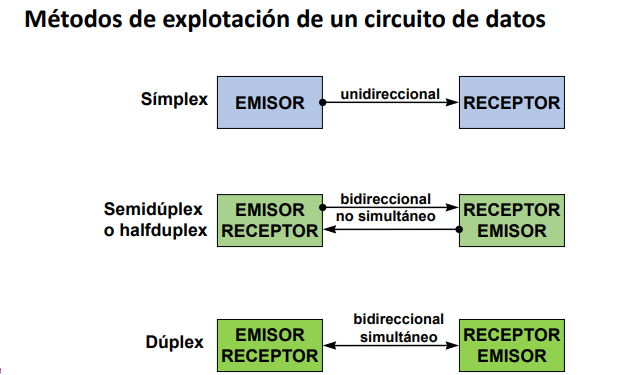 Métodos de explotación de un circuito de datos
Símplex
EMISOR
unidireccional
RECEPTOR
Semidúplex
o halfduplex
EMISOR
RECEPTOR
bidireccional
no simultáneo
RECEPTOR
EMISOR
Dúplex
EMISOR
RECEPTOR
bidireccional
simultáneo
RECEPTOR
EMISOR